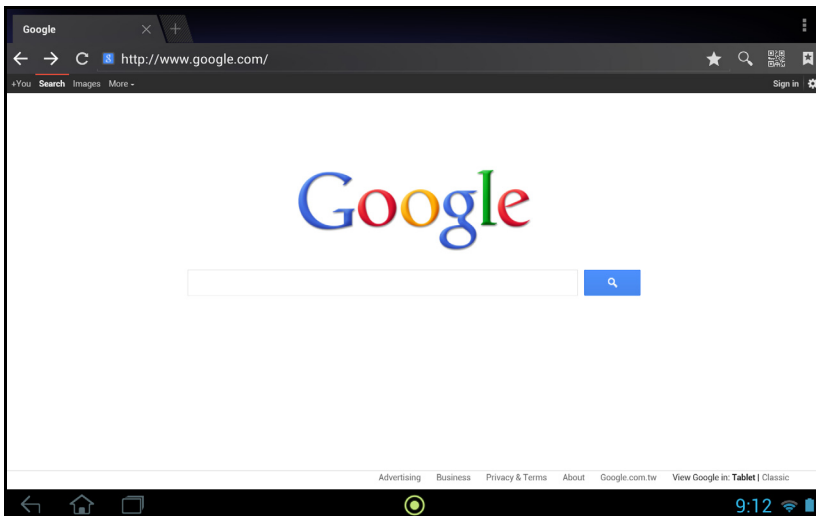 Google
http://www.google.com/
+You Search Images More
Sign in
Google
Advertising Business Privacy & Terms About Google.com.tw View Google in: Tablet | Classic
9:12